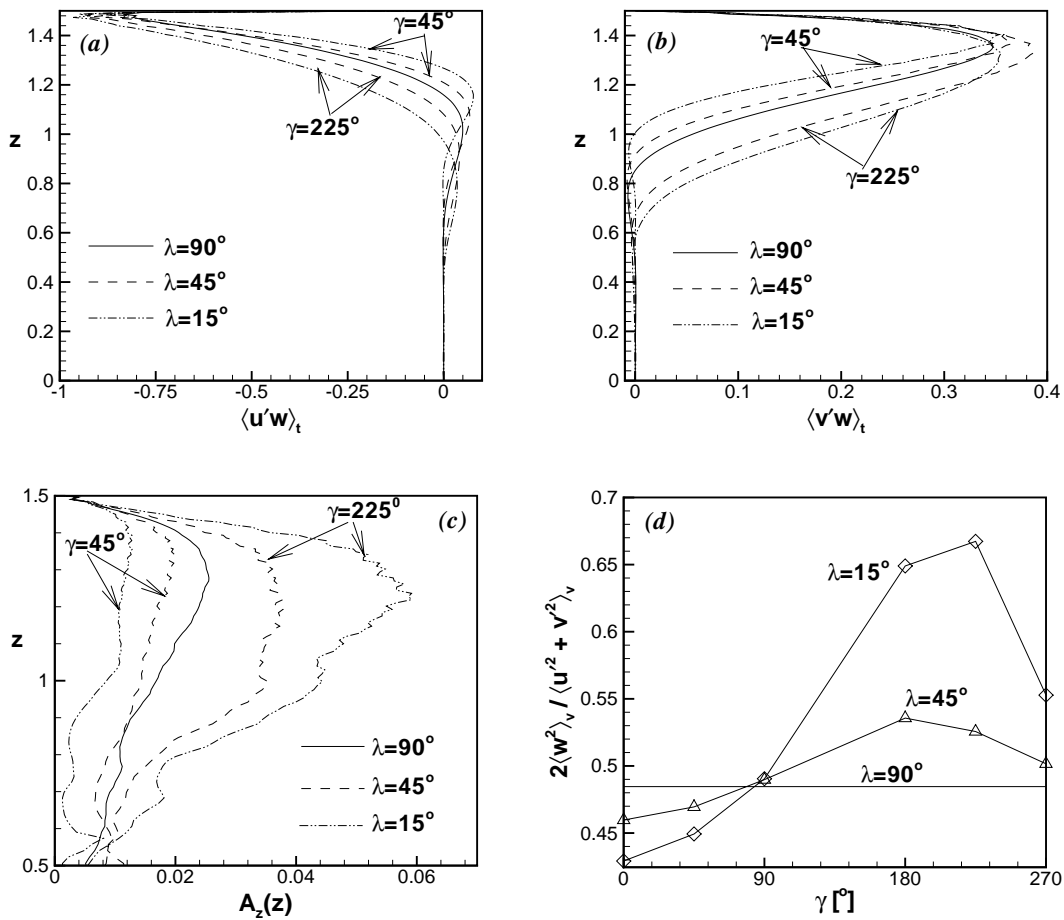 (a)
γ=45°
γ=225°
z
1.4
1.2
1
0.8
0.6
0.4
0.2
0
λ=90°
λ=45°
λ=15°
-1 -0.75 -0.5 -0.25 0
⟨u′w⟩t
(b)
γ=45°
γ=225°
z
1.4
1.2
1
0.8
0.6
0.4
0.2
0
λ=90°
λ=45°
λ=15°
0 0.1 0.2 0.3 0.4
⟨v′w⟩t
(c)
γ=225⁰
γ=45°
z
1.5
1
0.5
λ=90°
λ=45°
λ=15°
0 0.02 0.04 0.06
Az(z)
(d)
2⟨w²⟩v / ⟨u′² + v′²⟩v
0.7
0.65
0.6
0.55
0.5
0.45
λ=15°
λ=45°
λ=90°
0 90 180 270
γ [°]